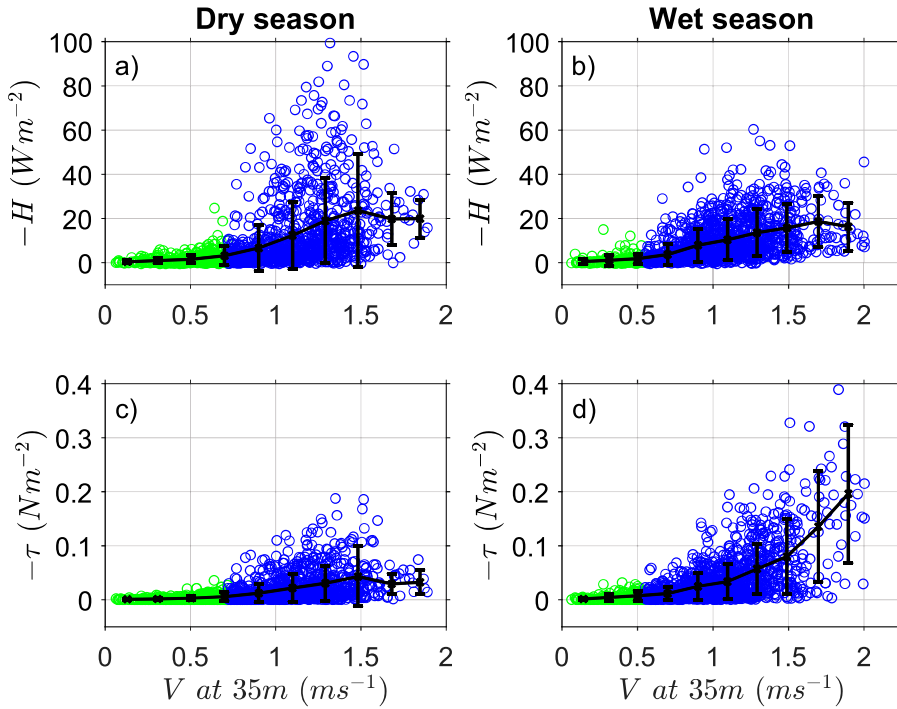 Dry season
Wet season
a)
b)
100
80
60
40
20
0
−H (Wm⁻²)
0 0.5 1 1.5 2
100
80
60
40
20
0
−H (Wm⁻²)
0 0.5 1 1.5 2
c)
d)
0.4
0.3
0.2
0.1
0
−τ (Nm⁻²)
0 0.5 1 1.5 2
V at 35m (ms⁻¹)
0.4
0.3
0.2
0.1
0
−τ (Nm⁻²)
0 0.5 1 1.5 2
V at 35m (ms⁻¹)